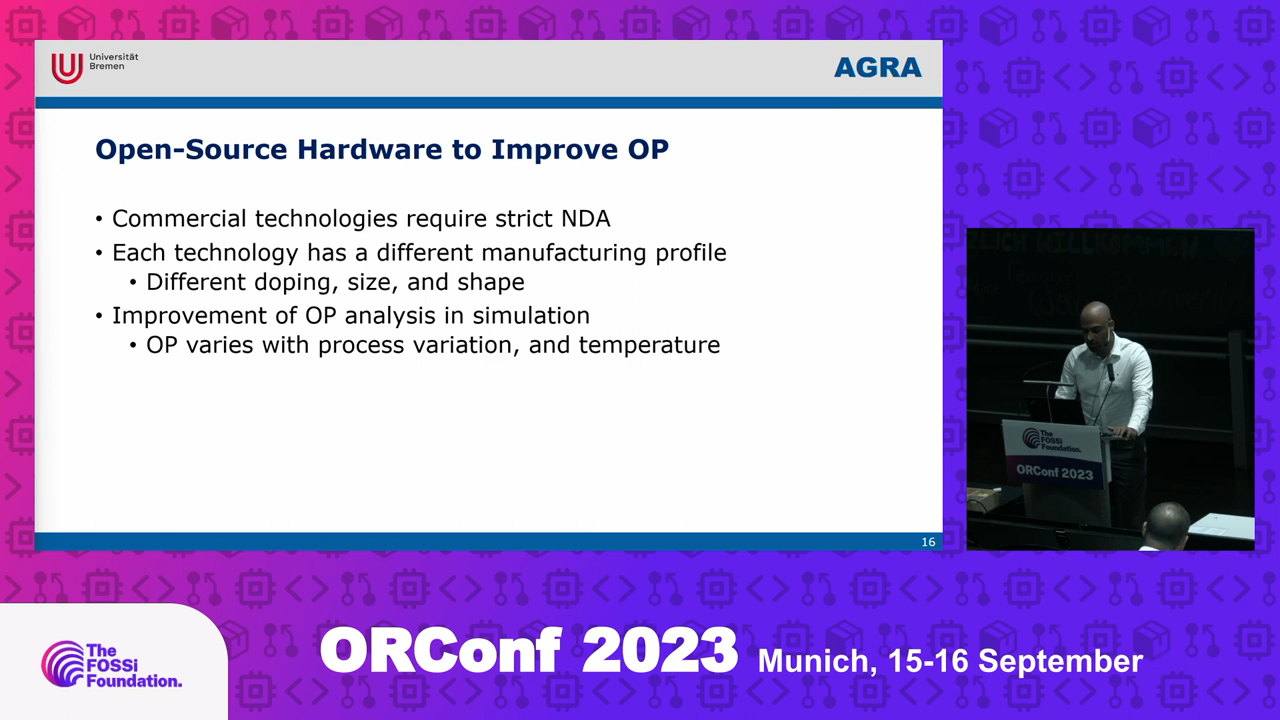 Universität
Bremen
AGRA
Open-Source Hardware to Improve OP
• Commercial technologies require strict NDA
• Each technology has a different manufacturing profile
• Different doping, size, and shape
• Improvement of OP analysis in simulation
• OP varies with process variation, and temperature
16
The
FOSSi
Foundation.
ORConf 2023
The
FOSSi
Foundation.
ORConf 2023
Munich, 15-16 September